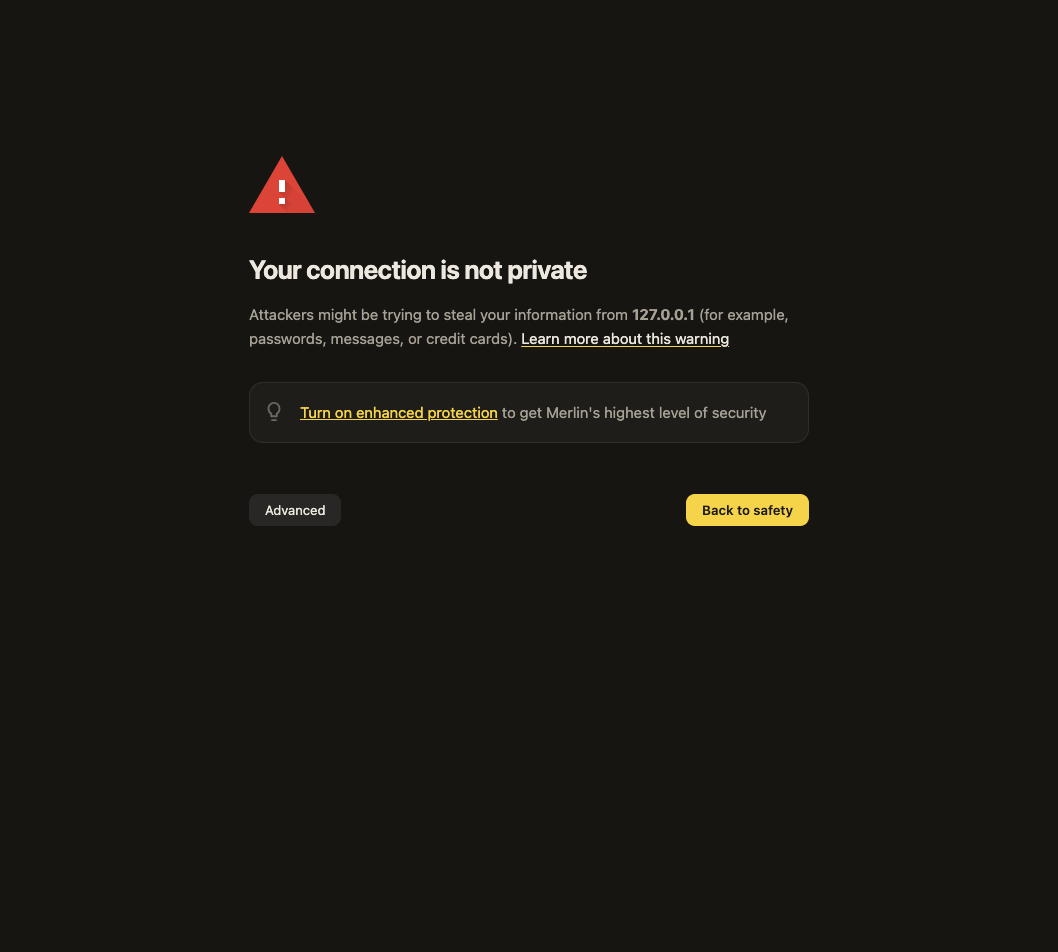 Your connection is not private
Attackers might be trying to steal your information from 127.0.0.1 (for example,
passwords, messages, or credit cards). Learn more about this warning
Turn on enhanced protection to get Merlin's highest level of security
Advanced
Back to safety